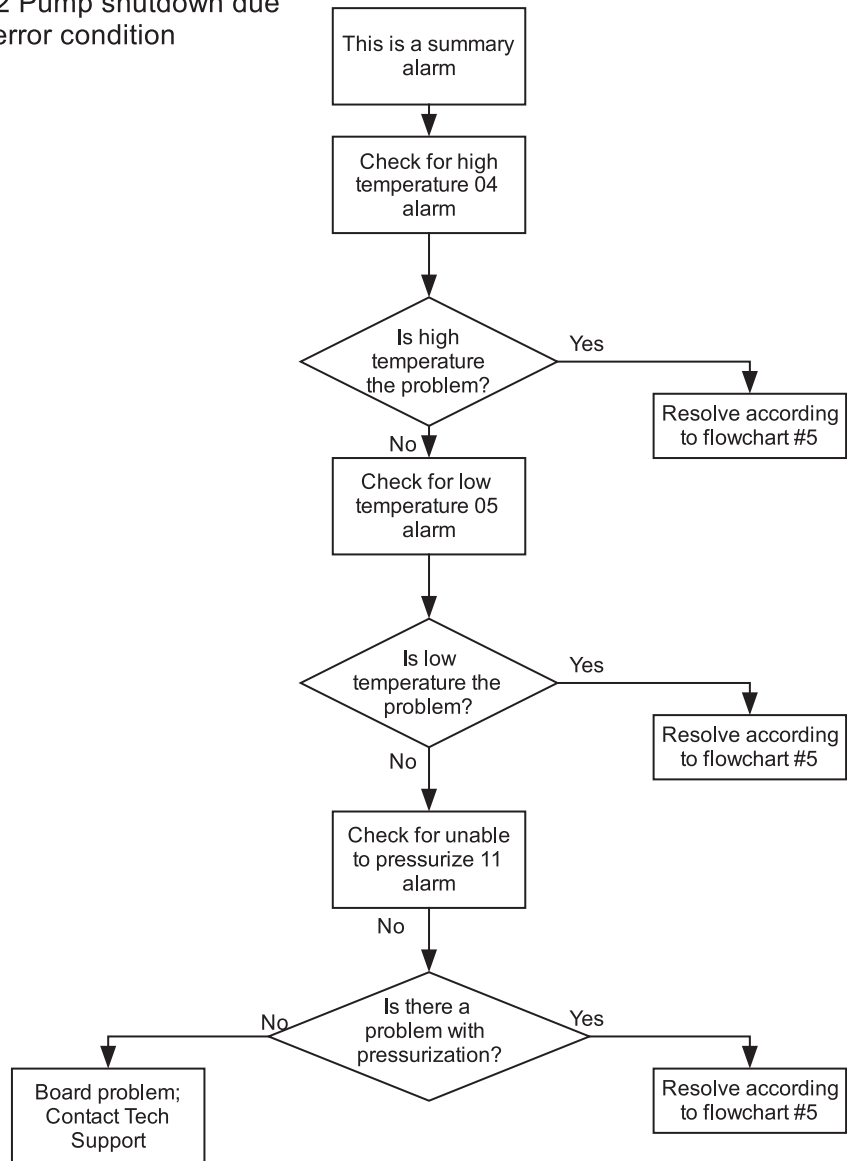 2 Pump shutdown due
error condition
This is a summary
alarm
Check for high
temperature 04
alarm
Is high
temperature
the problem?
Yes
Resolve according
to flowchart #5
No
Check for low
temperature 05
alarm
Is low
temperature the
problem?
Yes
Resolve according
to flowchart #5
No
Check for unable
to pressurize 11
alarm
No
Is there a
problem with
pressurization?
No
Yes
Board problem;
Contact Tech
Support
Resolve according
to flowchart #5